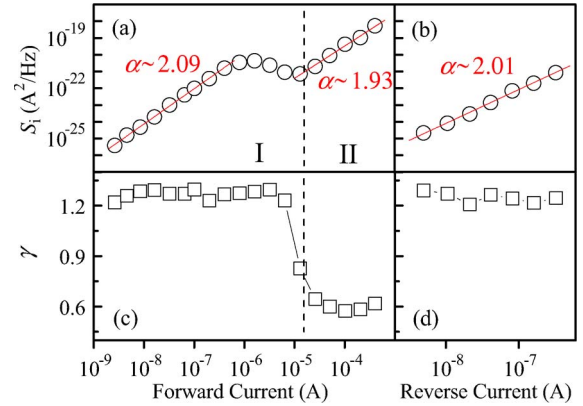 (a)
(b)
10⁻¹⁹
10⁻²²
10⁻²⁵
Sᵢ (A²/Hz)
α~2.09
α~1.93
α~2.01
I
II
1.2
0.9
0.6
γ
(c)
(d)
10⁻⁹ 10⁻⁸ 10⁻⁷ 10⁻⁶ 10⁻⁵ 10⁻⁴
10⁻⁸ 10⁻⁷
Forward Current (A)
Reverse Current (A)